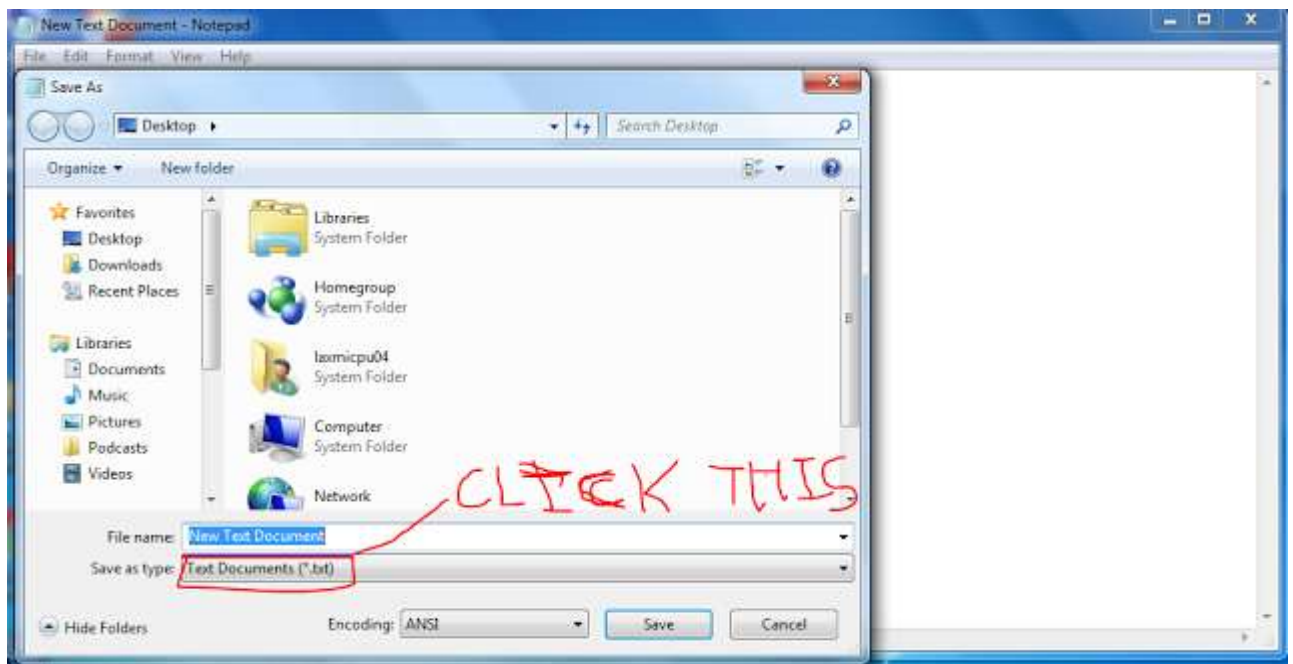 New Text Document - Notepad
File Edit Format View Help
Save As
Desktop
Search Desktop
Organize New folder
Favorites
Desktop
Downloads
Recent Places
Libraries
Documents
Music
Pictures
Podcasts
Videos
Libraries
System Folder
Homegroup
System Folder
laxmicpu04
System Folder
Computer
System Folder
Network
CLICK THIS
File name: New Text Document
Save as type: Text Documents (*.txt)
Hide Folders
Encoding: ANSI
Save
Cancel